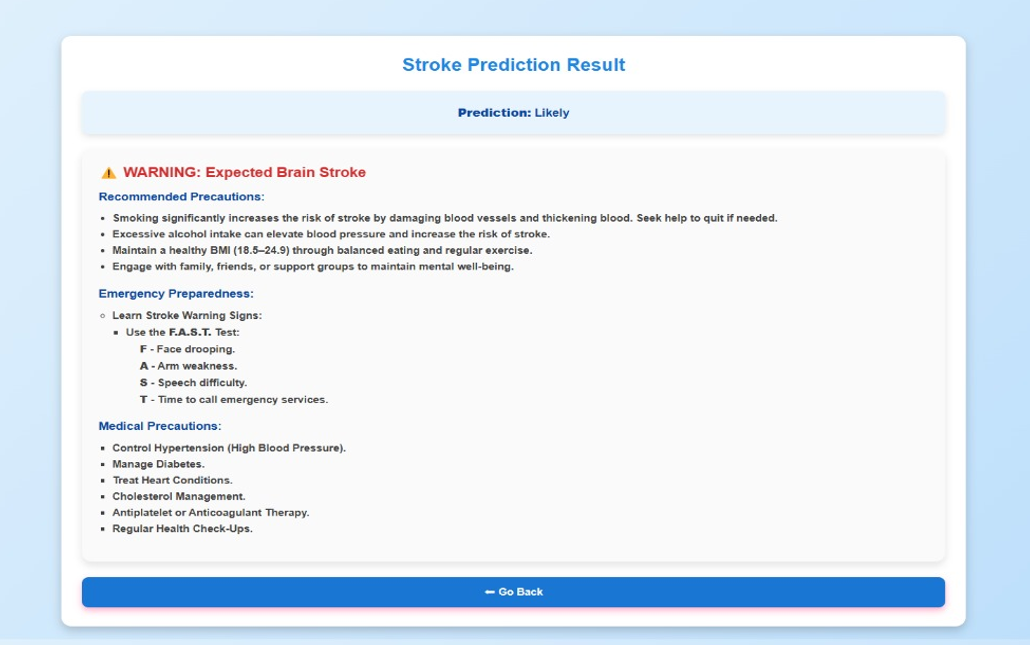 Stroke Prediction Result
Prediction: Likely
⚠️ WARNING: Expected Brain Stroke
Recommended Precautions:
• Smoking significantly increases the risk of stroke by damaging blood vessels and thickening blood. Seek help to quit if needed.
• Excessive alcohol intake can elevate blood pressure and increase the risk of stroke.
• Maintain a healthy BMI (18.5–24.9) through balanced eating and regular exercise.
• Engage with family, friends, or support groups to maintain mental well-being.
Emergency Preparedness:
◦ Learn Stroke Warning Signs:
▪ Use the F.A.S.T. Test:
F - Face drooping.
A - Arm weakness.
S - Speech difficulty.
T - Time to call emergency services.
Medical Precautions:
▪ Control Hypertension (High Blood Pressure).
▪ Manage Diabetes.
▪ Treat Heart Conditions.
▪ Cholesterol Management.
▪ Antiplatelet or Anticoagulant Therapy.
▪ Regular Health Check-Ups.
⬅ Go Back